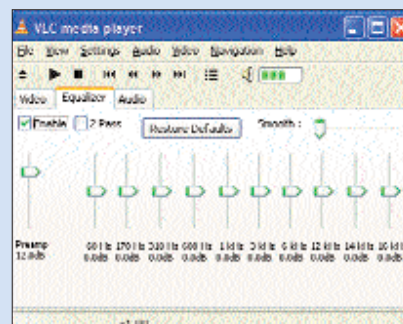 VLC media player
File View Settings Audio Video Navigation Help
Video Equalizer Audio
Enable 2 Pass Restore Defaults Smooth :
Preamp 60 Hz 170 Hz 310 Hz 600 Hz 1 kHz 3 kHz 6 kHz 12 kHz 14 kHz 16 kHz
12.0dB 0.0dB 0.0dB 0.0dB 0.0dB 0.0dB 0.0dB 0.0dB 0.0dB 0.0dB 0.0dB